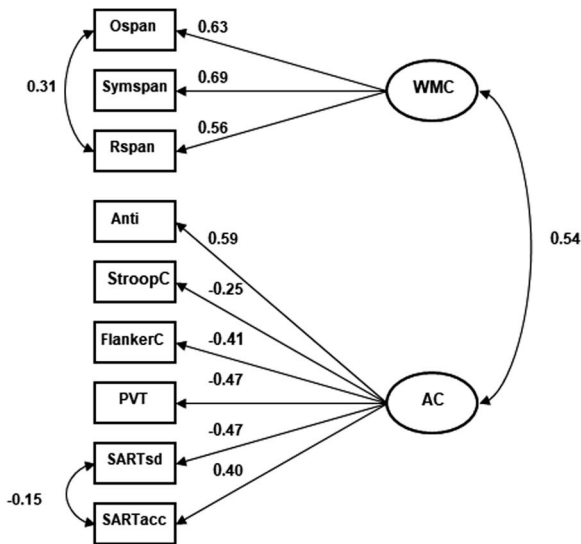 Ospan
0.63
Symspan
0.69
WMC
0.31
Rspan
0.56
Anti
0.59
0.54
StroopC
-0.25
FlankerC
-0.41
PVT
-0.47
AC
SARTsd
-0.47
0.40
-0.15
SARTacc